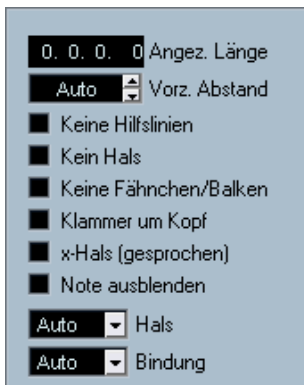 0. 0. 0. 0 Angez. Länge
Auto Vorz. Abstand
Keine Hilfslinien
Kein Hals
Keine Fähnchen/Balken
Klammer um Kopf
x-Hals (gesprochen)
Note ausblenden
Auto Hals
Auto Bindung